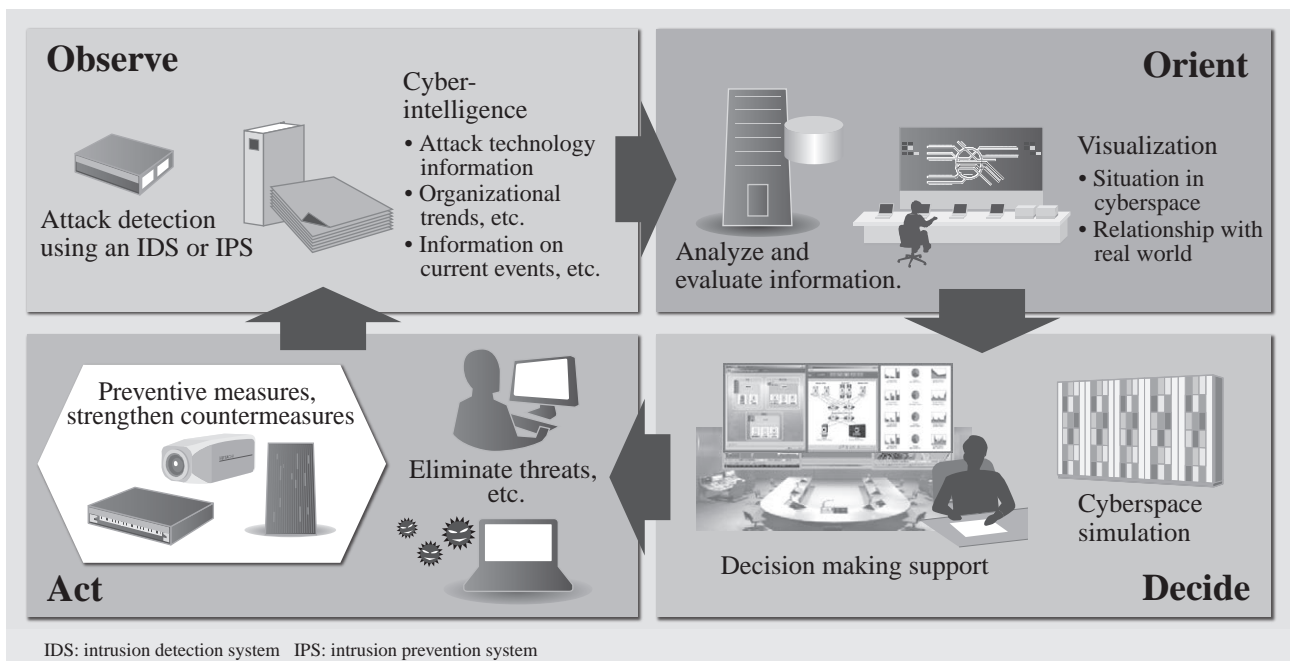 Observe
Cyber-
intelligence
• Attack technology
information
• Organizational
trends, etc.
• Information on
current events, etc.
Attack detection
using an IDS or IPS
Orient
Visualization
• Situation in
cyberspace
• Relationship with
real world
Analyze and
evaluate information.
Preventive measures,
strengthen countermeasures
Eliminate threats,
etc.
Act
Cyberspace
simulation
Decision making support
Decide
IDS: intrusion detection system IPS: intrusion prevention system